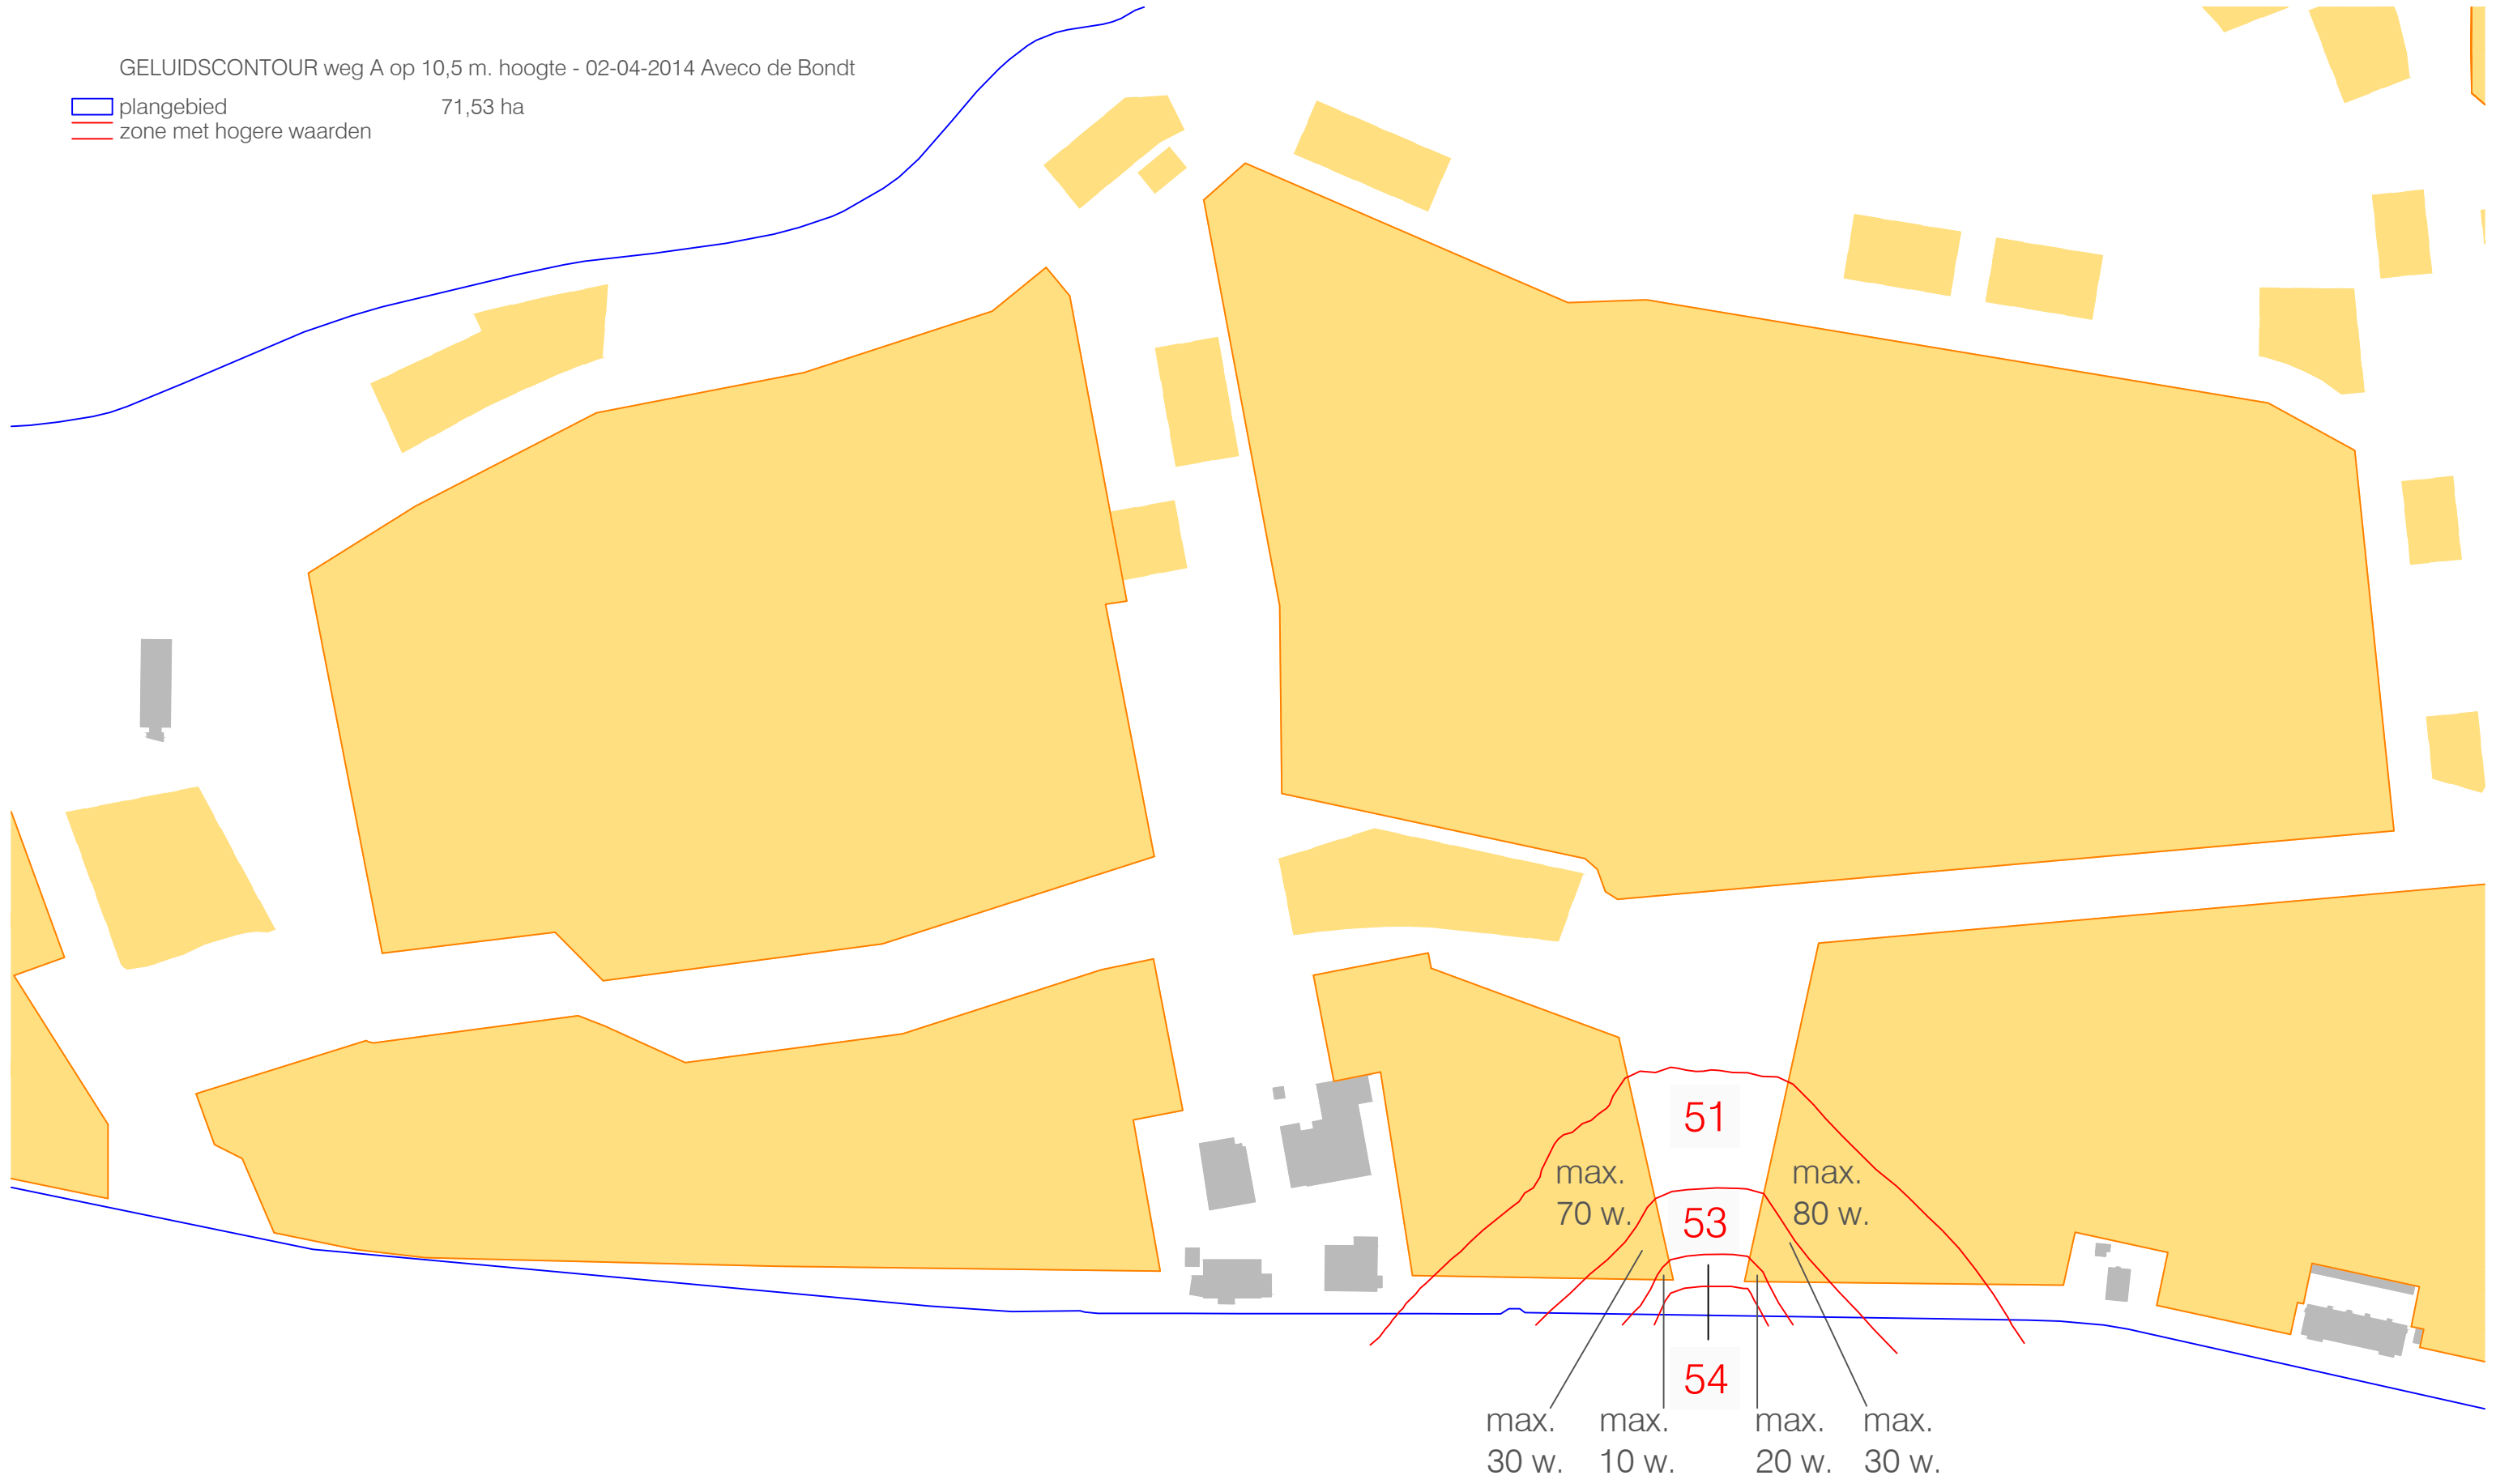 GELUIDSCONTOUR weg A op 10,5 m. hoogte - 02-04-2014 Aveco de Bondt
plangebied 71,53 ha
zone met hogere waarden
51
max.
70 w.
53
max.
80 w.
54
max.
30 w.
max.
10 w.
max.
20 w.
max.
30 w.